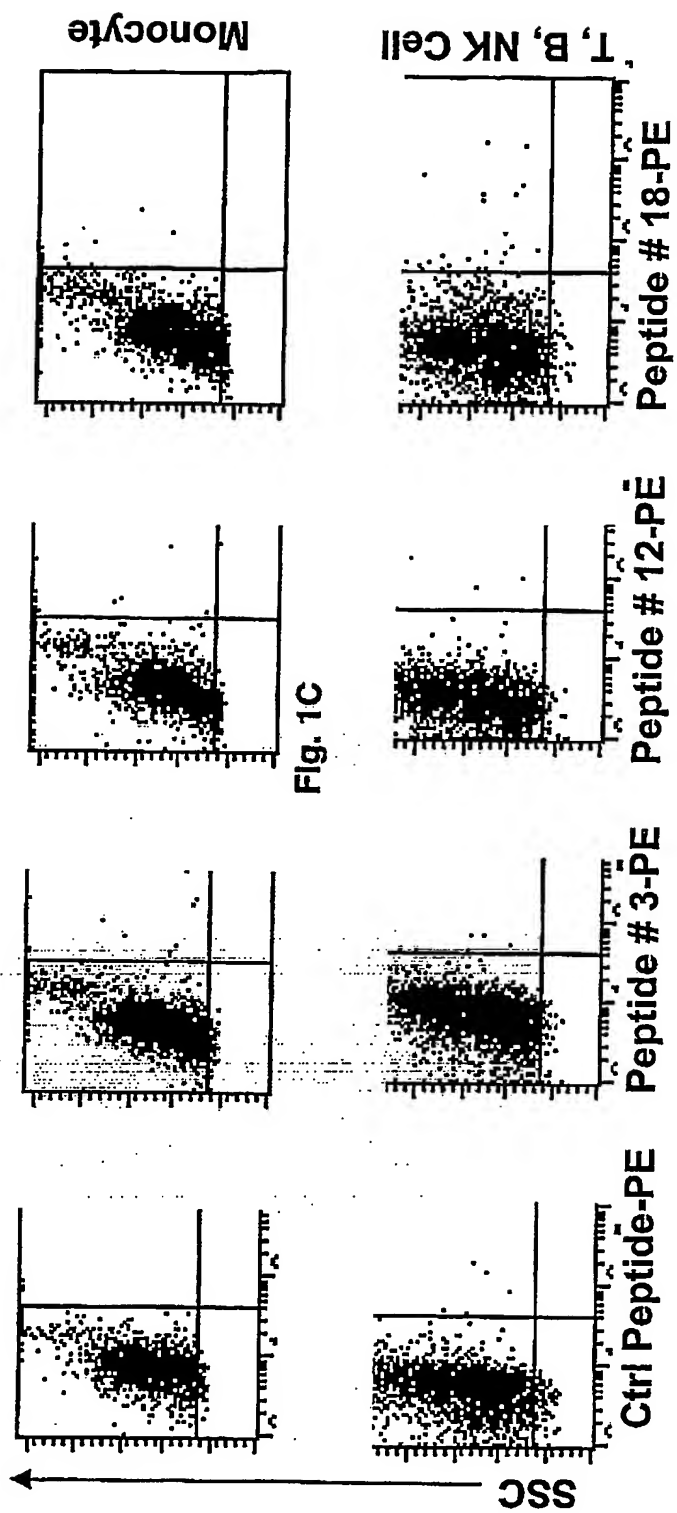 Monocyte
T, B, NK Cell
Fig. 1C
SSC
Ctrl Peptide-PE
Peptide # 3-PE
Peptide # 12-PE
Peptide # 18-PE